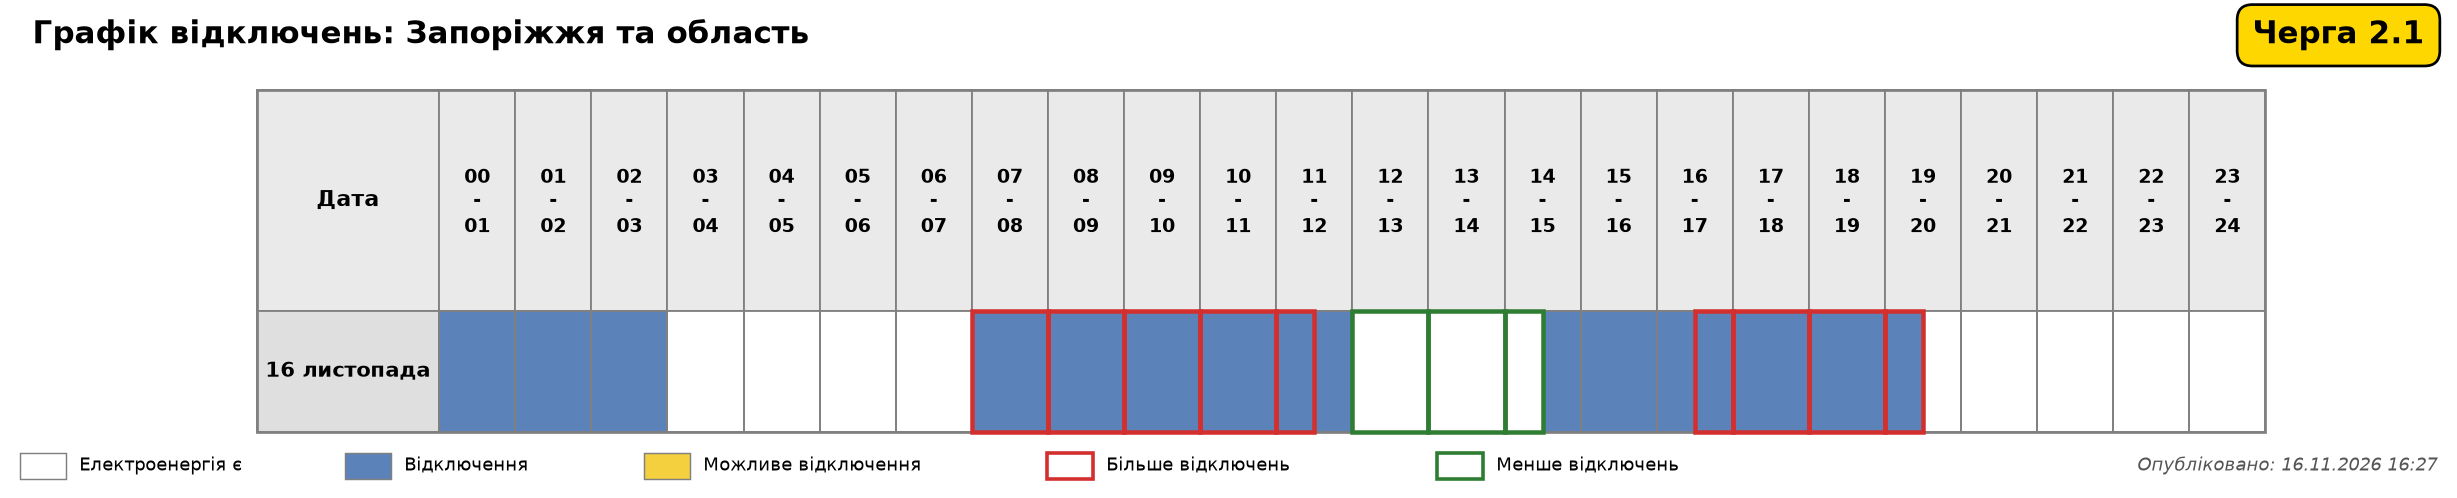 Графік відключень: Запоріжжя та область
Черга 2.1
Дата
00 - 01
01 - 02
02 - 03
03 - 04
04 - 05
05 - 06
06 - 07
07 - 08
08 - 09
09 - 10
10 - 11
11 - 12
12 - 13
13 - 14
14 - 15
15 - 16
16 - 17
17 - 18
18 - 19
19 - 20
20 - 21
21 - 22
22 - 23
23 - 24
16 листопада
Електроенергія є
Відключення
Можливе відключення
Більше відключень
Менше відключень
Опубліковано: 16.11.2026 16:27